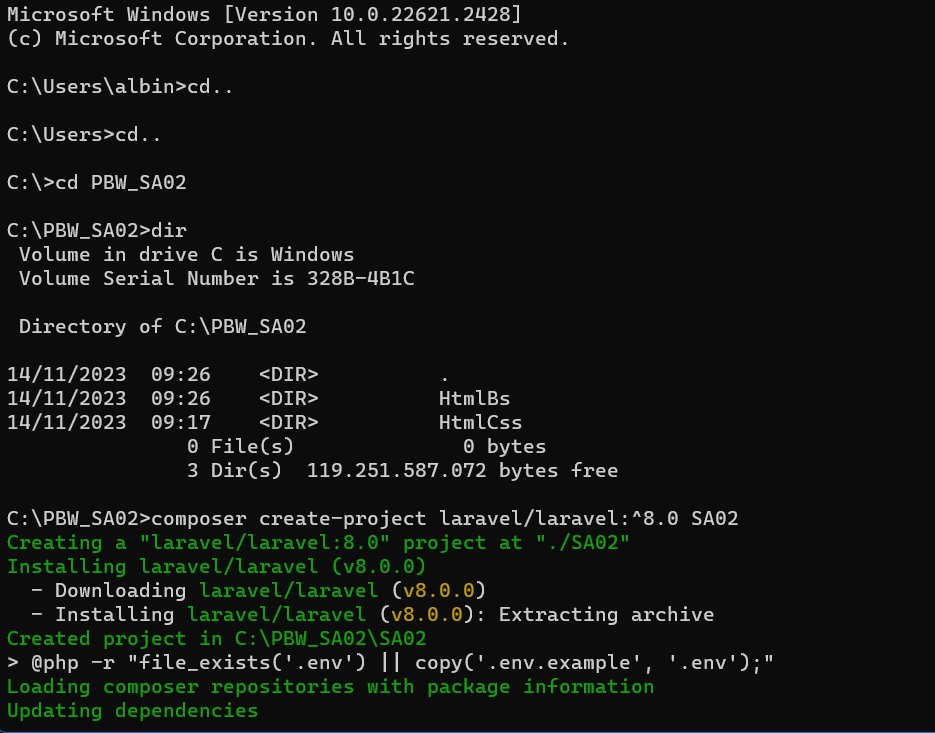 Microsoft Windows [Version 10.0.22621.2428]
(c) Microsoft Corporation. All rights reserved.
C:\Users\albin>cd..
C:\Users>cd..
C:\>cd PBW_SA02
C:\PBW_SA02>dir
 Volume in drive C is Windows
 Volume Serial Number is 328B-4B1C
 Directory of C:\PBW_SA02
14/11/2023  09:26    <DIR>          .
14/11/2023  09:26    <DIR>          HtmlBs
14/11/2023  09:17    <DIR>          HtmlCss
               0 File(s)              0 bytes
               3 Dir(s)  119.251.587.072 bytes free
C:\PBW_SA02>composer create-project laravel/laravel:^8.0 SA02
Creating a "laravel/laravel:8.0" project at "./SA02"
Installing laravel/laravel (v8.0.0)
  - Downloading laravel/laravel (v8.0.0)
  - Installing laravel/laravel (v8.0.0): Extracting archive
Created project in C:\PBW_SA02\SA02
> @php -r "file_exists('.env') || copy('.env.example', '.env');"
Loading composer repositories with package information
Updating dependencies